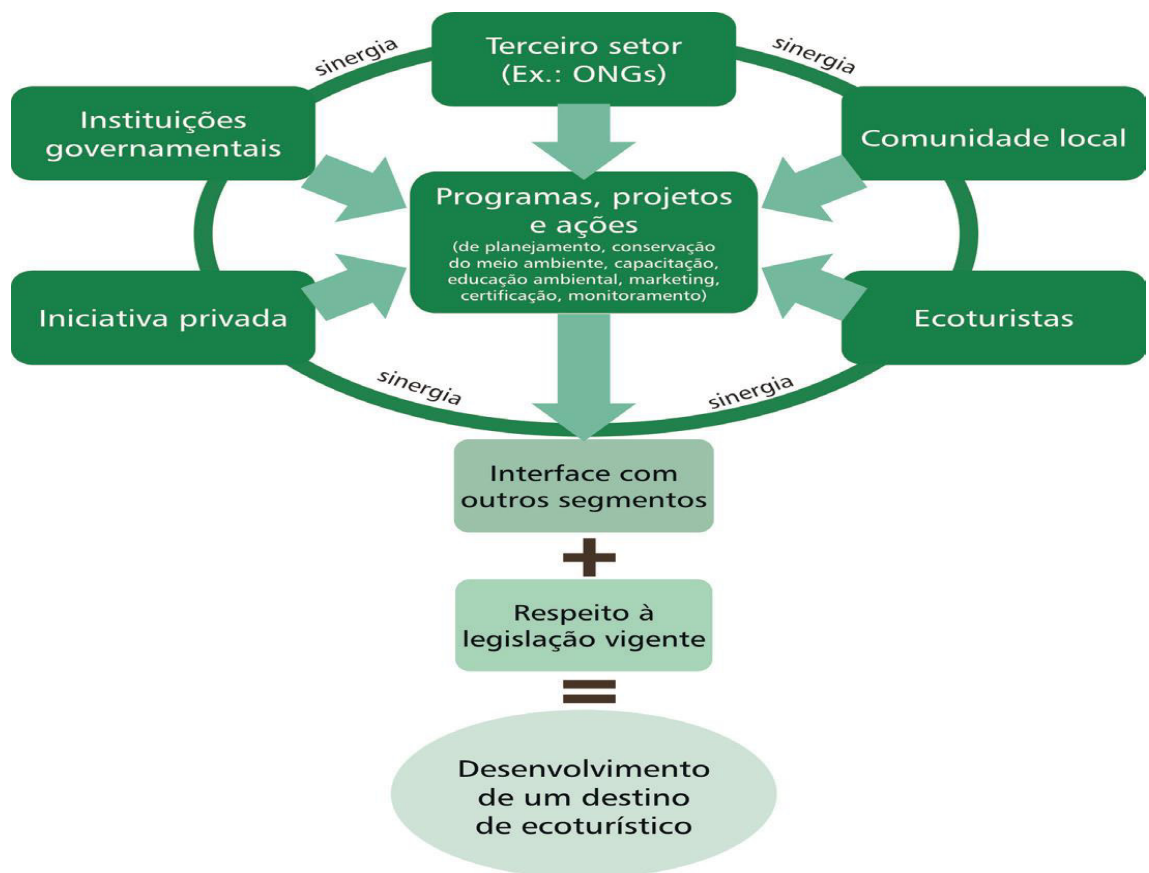 sinergia
Terceiro setor
(Ex.: ONGs)
sinergia
Instituições
governamentais
Comunidade local
Programas, projetos
e ações
(de planejamento, conservação
do meio ambiente, capacitação,
educação ambiental, marketing,
certificação, monitoramento)
Iniciativa privada
Ecoturistas
sinergia
sinergia
Interface com
outros segmentos
+
Respeito à
legislação vigente
=
Desenvolvimento
de um destino
de ecoturístico